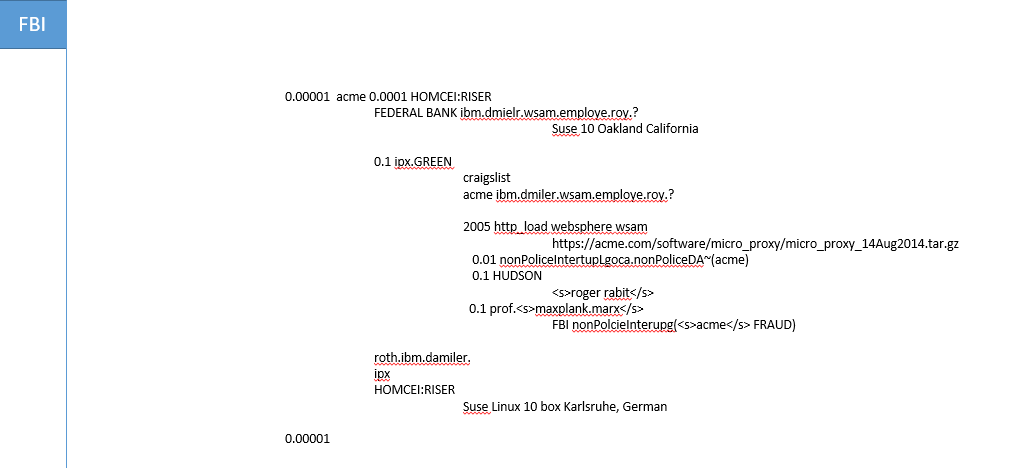 FBI
0.00001 acme 0.0001 HOMCEI:RISER
FEDERAL BANK ibm.dmielr.wsam.employe.roy.?
Suse 10 Oakland California
0.1 ipx.GREEN
craigslist
acme ibm.dmiler.wsam.employe.roy.?
2005 http_load websphere wsam
https://acme.com/software/micro_proxy/micro_proxy_14Aug2014.tar.gz
0.01 nonPoliceIntertupLgoca.nonPoliceDA~(acme)
0.1 HUDSON
<s>roger rabit</s>
0.1 prof.<s>maxplank.marx</s>
FBI nonPolcieInterupg(<s>acme</s> FRAUD)
roth.ibm.damiler.
ipx
HOMCEI:RISER
Suse Linux 10 box Karlsruhe, German
0.00001